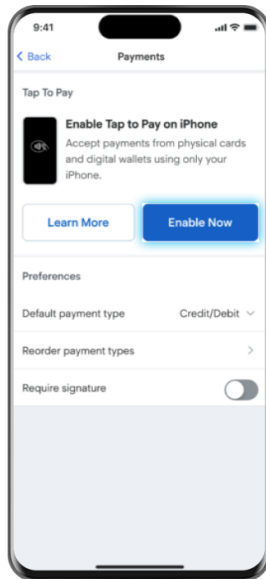 9:41
Back Payments
Tap To Pay
Enable Tap to Pay on iPhone
Accept payments from physical cards
and digital wallets using only your
iPhone.
Learn More Enable Now
Preferences
Default payment type Credit/Debit
Reorder payment types
Require signature